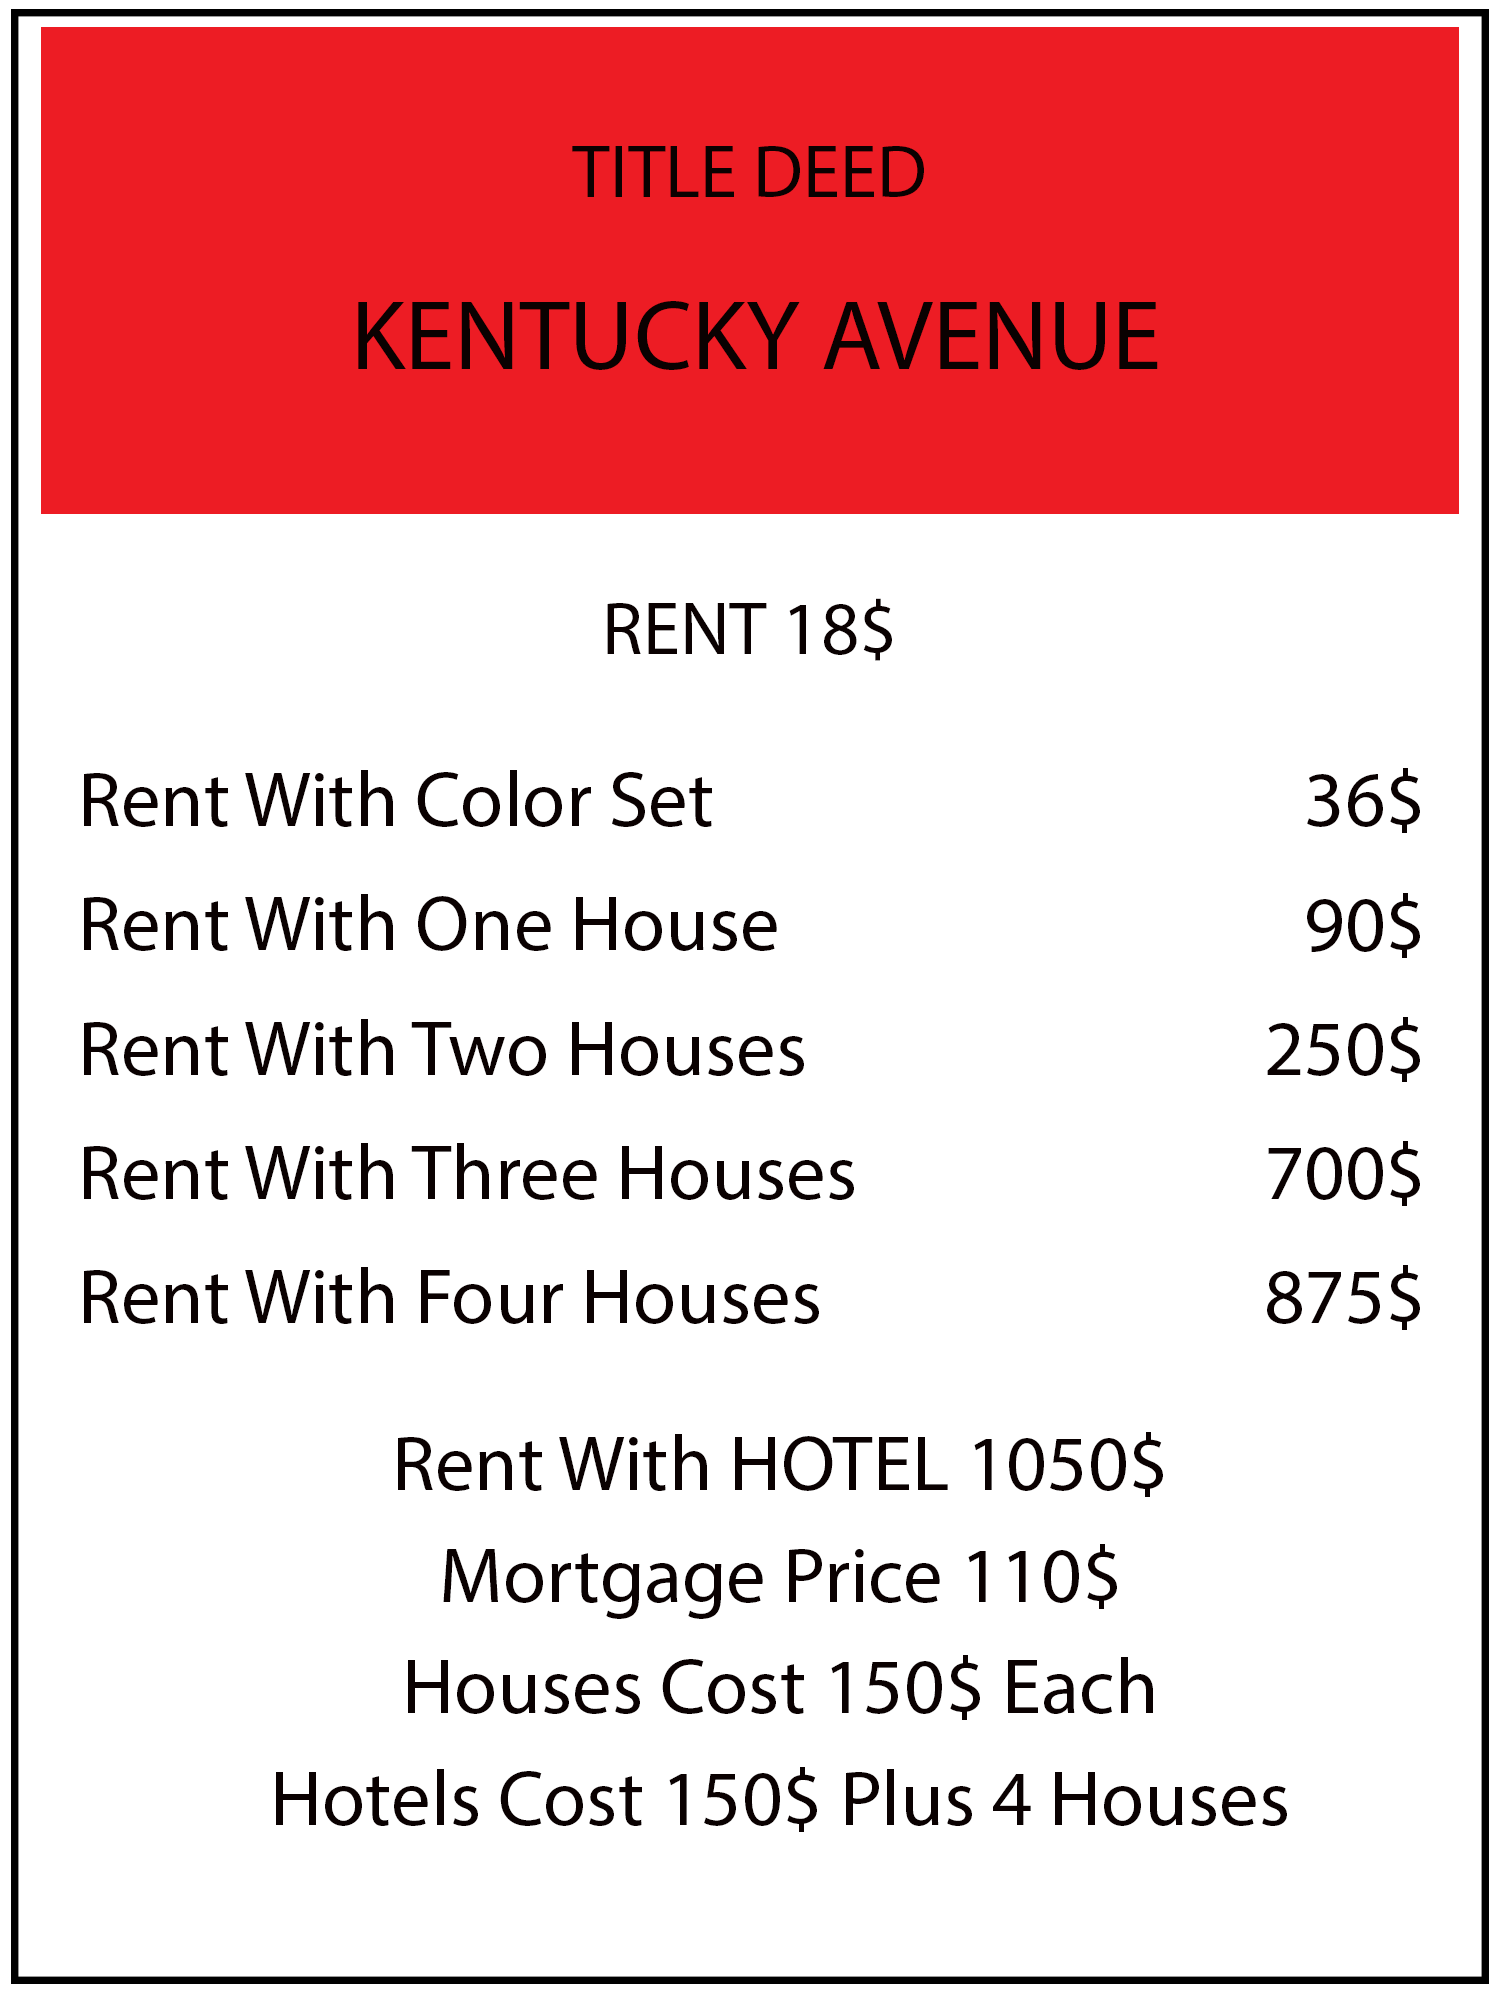 TITLE DEED
KENTUCKY AVENUE
RENT 18$
Rent With Color Set 36$
Rent With One House 90$
Rent With Two Houses 250$
Rent With Three Houses 700$
Rent With Four Houses 875$
Rent With HOTEL 1050$
Mortgage Price 110$
Houses Cost 150$ Each
Hotels Cost 150$ Plus 4 Houses